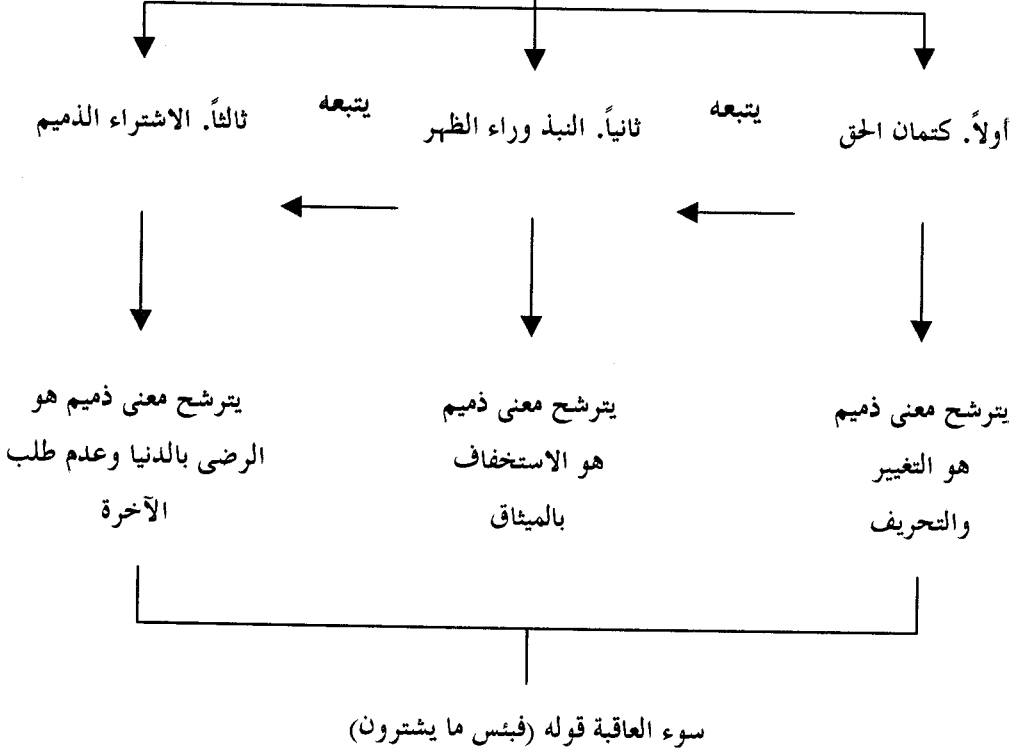 أولاً. كتمان الحق
يتبعه
ثانياً. النبذ وراء الظهر
يتبعه
ثالثاً. الاشتراء الذميم
يترشح معنى ذميم
هو التغيير
والتحريف
يترشح معنى ذميم
هو الاستخفاف
بالميثاق
يترشح معنى ذميم هو
الرضى بالدنيا وعدم طلب
الآخرة
سوء العاقبة قوله (فبئس ما يشترون)